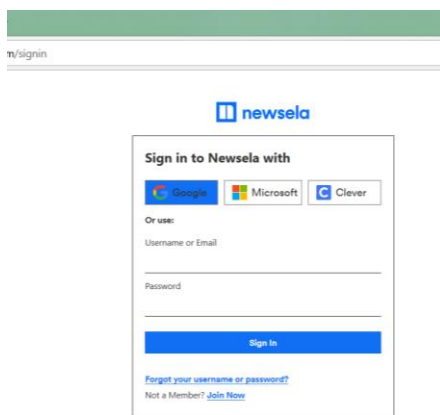 m/signin
newsela
Sign in to Newsela with
Google Microsoft Clever
Or use:
Username or Email
Password
Sign In
Forgot your username or password?
Not a Member? Join Now